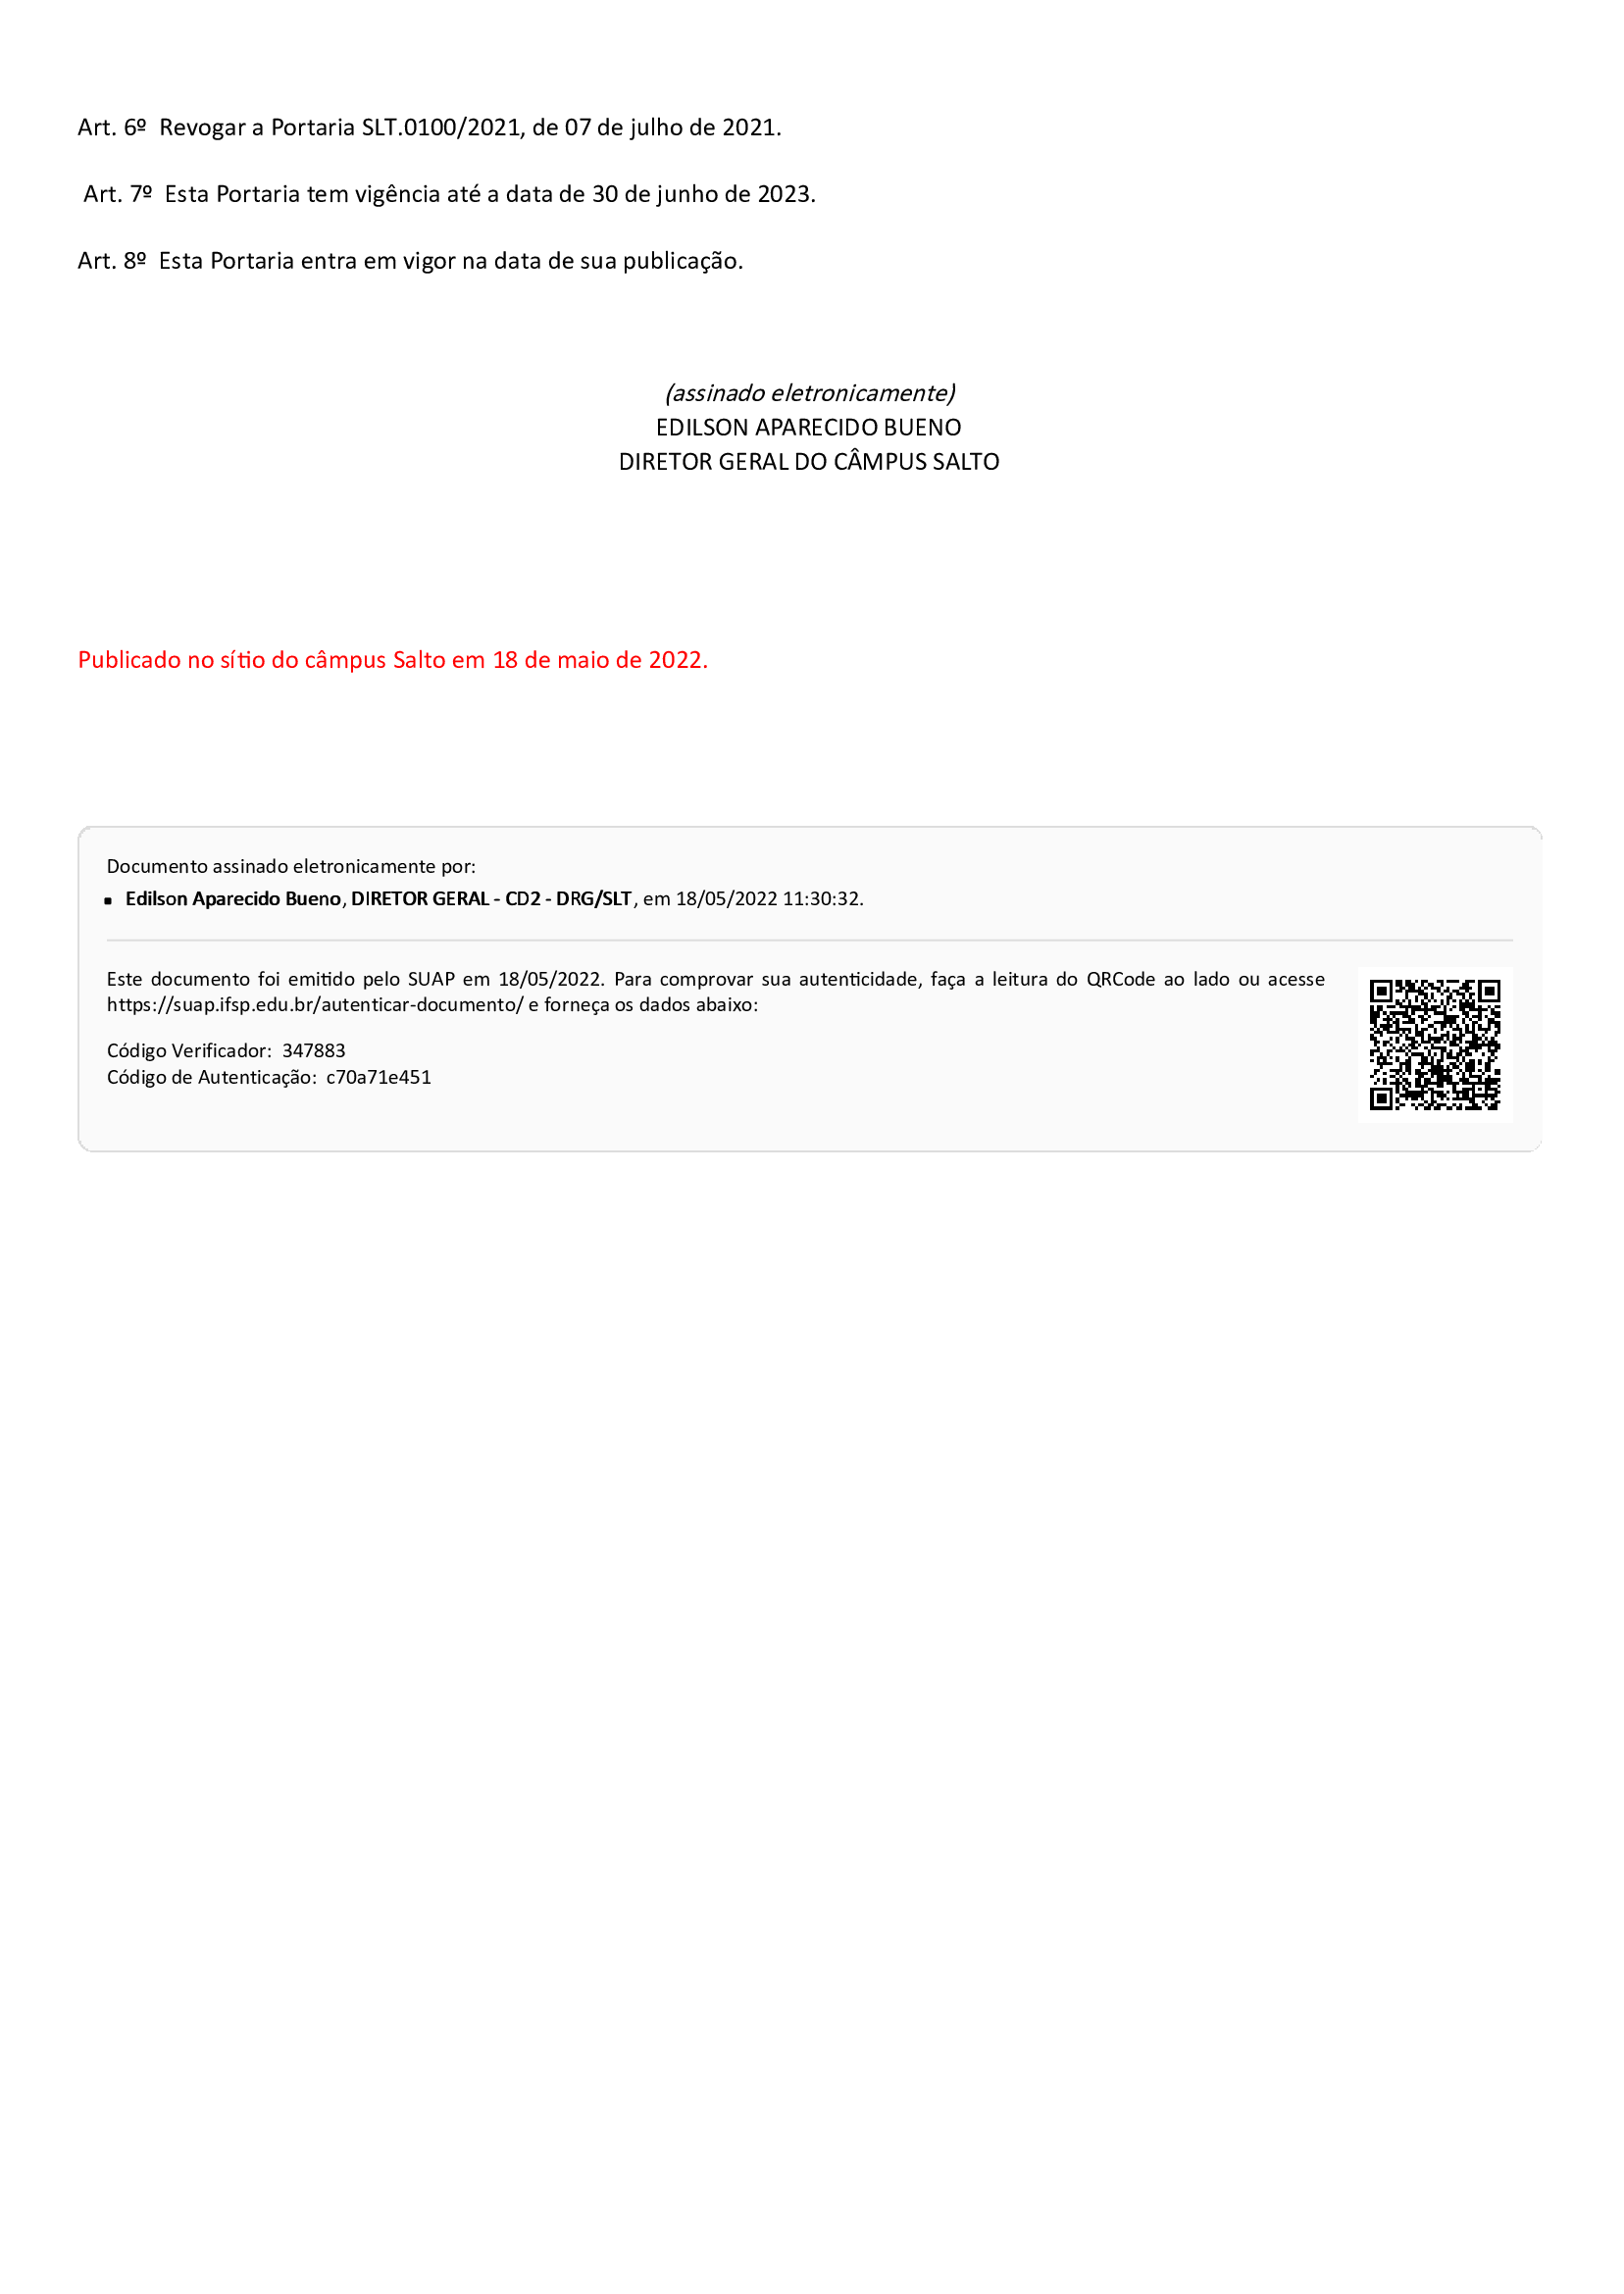 Art. 6º  Revogar a Portaria SLT.0100/2021, de 07 de julho de 2021.
Art. 7º  Esta Portaria tem vigência até a data de 30 de junho de 2023.
Art. 8º  Esta Portaria entra em vigor na data de sua publicação.
(assinado eletronicamente)
EDILSON APARECIDO BUENO
DIRETOR GERAL DO CÂMPUS SALTO
Publicado no sítio do câmpus Salto em 18 de maio de 2022.
Documento assinado eletronicamente por:
▪ Edilson Aparecido Bueno, DIRETOR GERAL - CD2 - DRG/SLT, em 18/05/2022 11:30:32.
Este documento foi emitido pelo SUAP em 18/05/2022. Para comprovar sua autenticidade, faça a leitura do QRCode ao lado ou acesse
https://suap.ifsp.edu.br/autenticar-documento/ e forneça os dados abaixo:
Código Verificador:  347883
Código de Autenticação:  c70a71e451